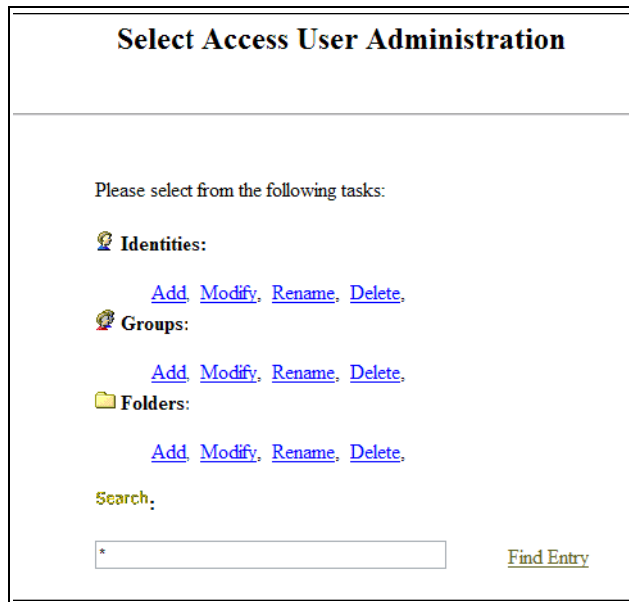 Select Access User Administration
Please select from the following tasks:
Identities:
Add, Modify, Rename, Delete,
Groups:
Add, Modify, Rename, Delete,
Folders:
Add, Modify, Rename, Delete,
Search:
* Find Entry